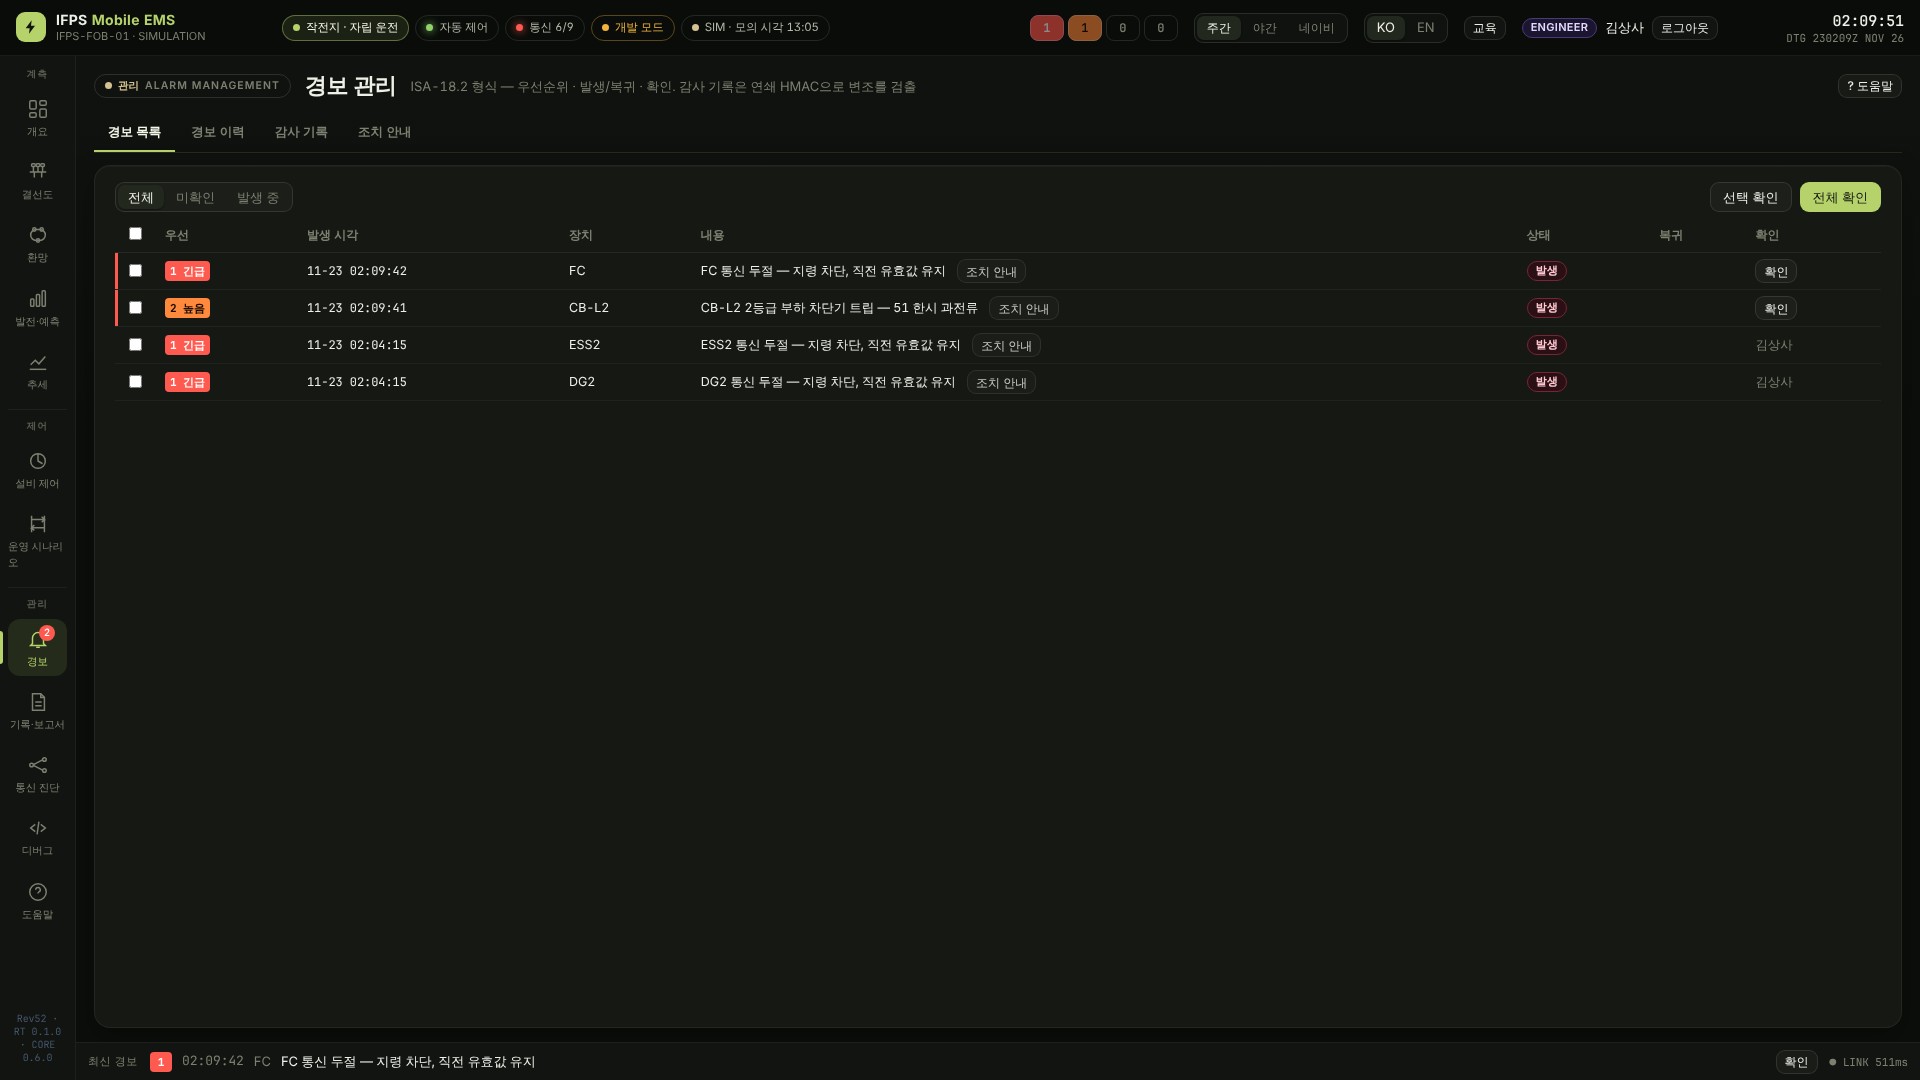 IFPS Mobile EMS
IFPS-FOB-01 · SIMULATION
작전지 · 자립 운전
자동 제어
통신 6/9
개발 모드
SIM · 모의 시각 13:05
1 1 0 0
주간 야간 네이비
KO EN
교육
ENGINEER 김상사 로그아웃
02:09:51
DTG 230209Z NOV 26
계측
개요
결선도
환망
발전·예측
추세
제어
설비 제어
운영 시나리
오
관리
2
경보
기록·보고서
통신 진단
디버그
도움말
Rev52 ·
RT 0.1.0
· CORE
0.6.0
관리 ALARM MANAGEMENT
경보 관리
ISA-18.2 형식 — 우선순위 · 발생/복귀 · 확인. 감사 기록은 연쇄 HMAC으로 변조를 검출
? 도움말
경보 목록 경보 이력 감사 기록 조치 안내
전체 미확인 발생 중
선택 확인 전체 확인
우선 발생 시각 장치 내용 상태 복귀 확인
1 긴급 11-23 02:09:42 FC FC 통신 두절 — 지령 차단, 직전 유효값 유지 조치 안내 발생 확인
2 높음 11-23 02:09:41 CB-L2 CB-L2 2등급 부하 차단기 트립 — 51 한시 과전류 조치 안내 발생 확인
1 긴급 11-23 02:04:15 ESS2 ESS2 통신 두절 — 지령 차단, 직전 유효값 유지 조치 안내 발생 김상사
1 긴급 11-23 02:04:15 DG2 DG2 통신 두절 — 지령 차단, 직전 유효값 유지 조치 안내 발생 김상사
최신 경보 1 02:09:42 FC FC 통신 두절 — 지령 차단, 직전 유효값 유지 확인 LINK 511ms